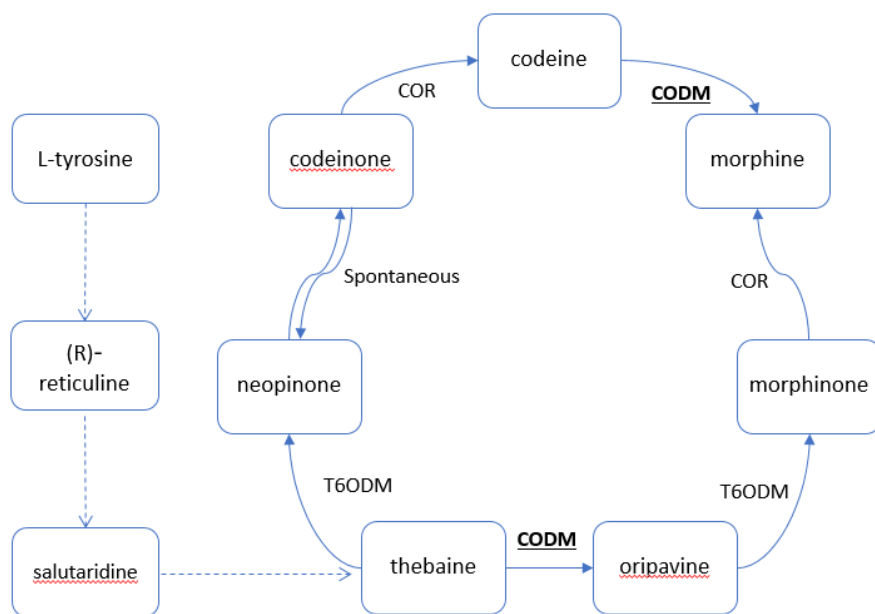 codeine
COR
CODM
L-tyrosine
codeinone
morphine
Spontaneous
COR
(R)-
reticuline
neopinone
morphinone
T6ODM
T6ODM
salutaridine
thebaine
CODM
oripavine